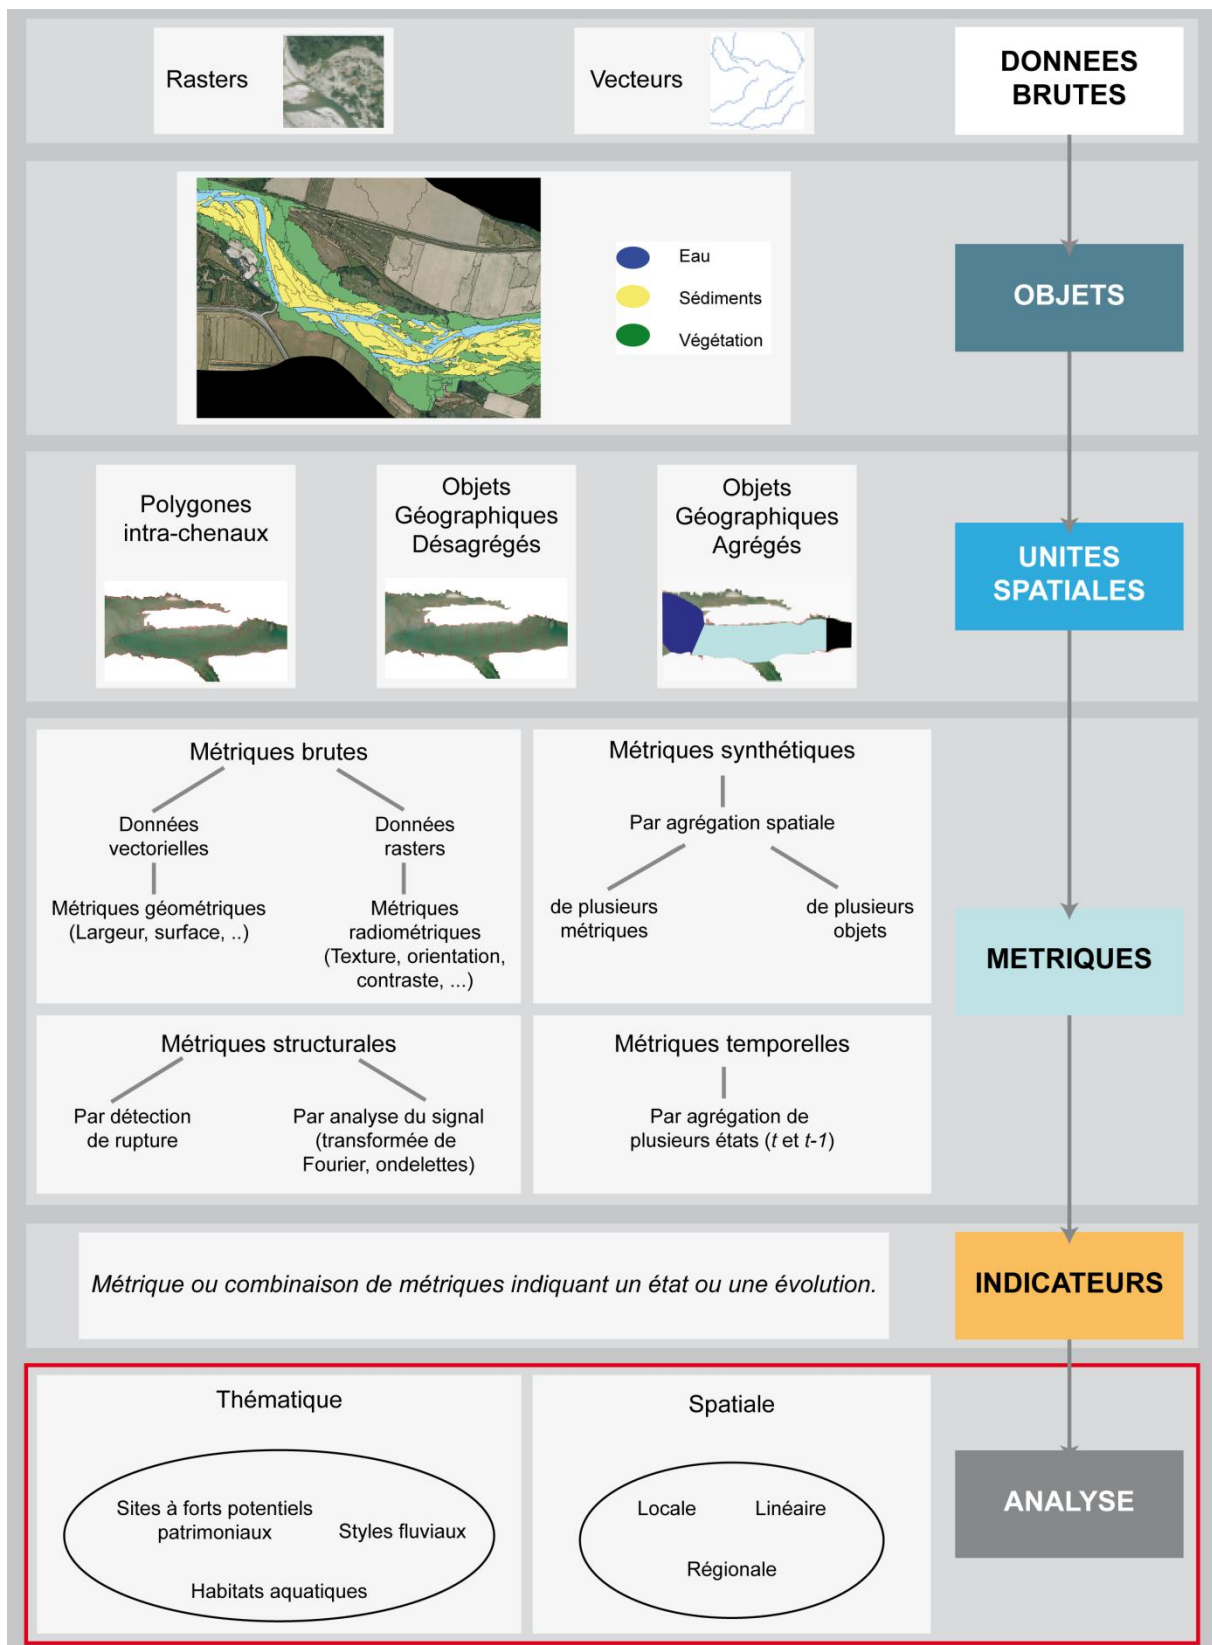 Rasters
Vecteurs
DONNEES
BRUTES
Eau
Sédiments
Végétation
OBJETS
Polygones
intra-chenaux
Objets
Géographiques
Désagrégés
Objets
Géographiques
Agrégés
UNITES
SPATIALES
Métriques brutes
Données
vectorielles
Données
rasters
Métriques géométriques
(Largeur, surface, ..)
Métriques
radiométriques
(Texture, orientation,
contraste, ...)
Métriques synthétiques
Par agrégation spatiale
de plusieurs
métriques
de plusieurs
objets
METRIQUES
Métriques structurales
Par détection
de rupture
Par analyse du signal
(transformée de
Fourier, ondelettes)
Métriques temporelles
Par agrégation de
plusieurs états (t et t-1)
Métrique ou combinaison de métriques indiquant un état ou une évolution.
INDICATEURS
Thématique
Sites à forts potentiels
patrimoniaux
Styles fluviaux
Habitats aquatiques
Spatiale
Locale
Linéaire
Régionale
ANALYSE